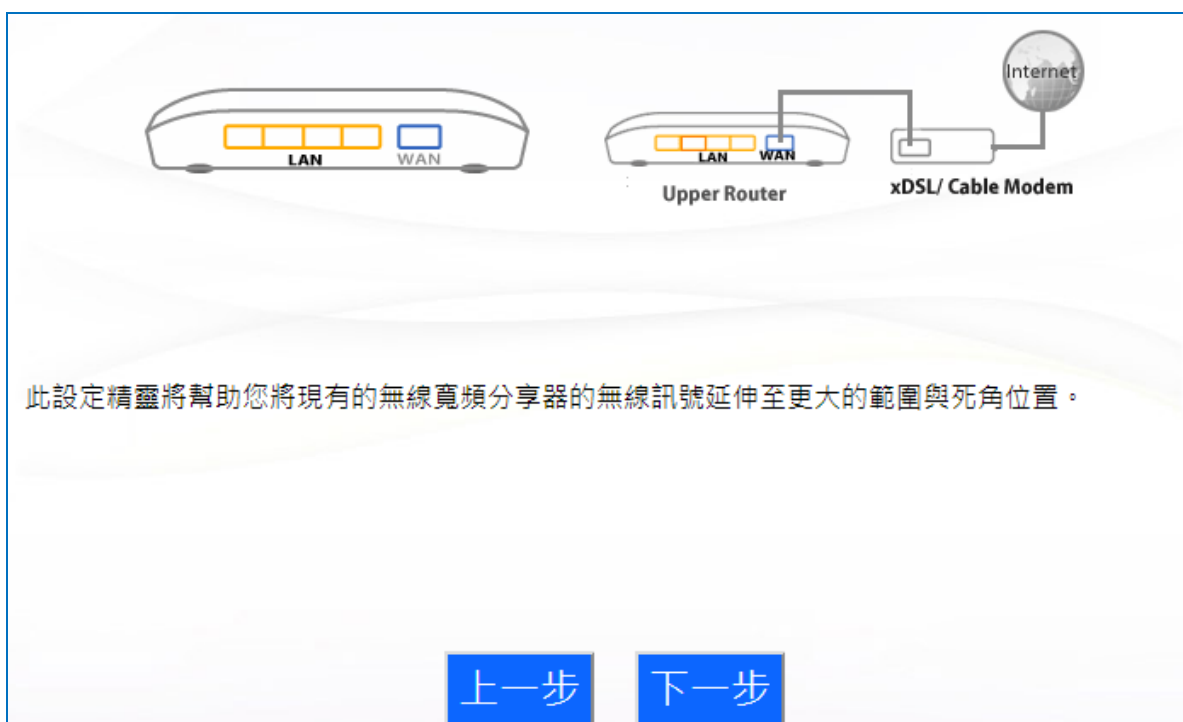 Internet
LAN
WAN
LAN
WAN
Upper Router
xDSL/ Cable Modem
此設定精靈將幫助您將現有的無線寬頻分享器的無線訊號延伸至更大的範圍與死角位置。
上一步
下一步